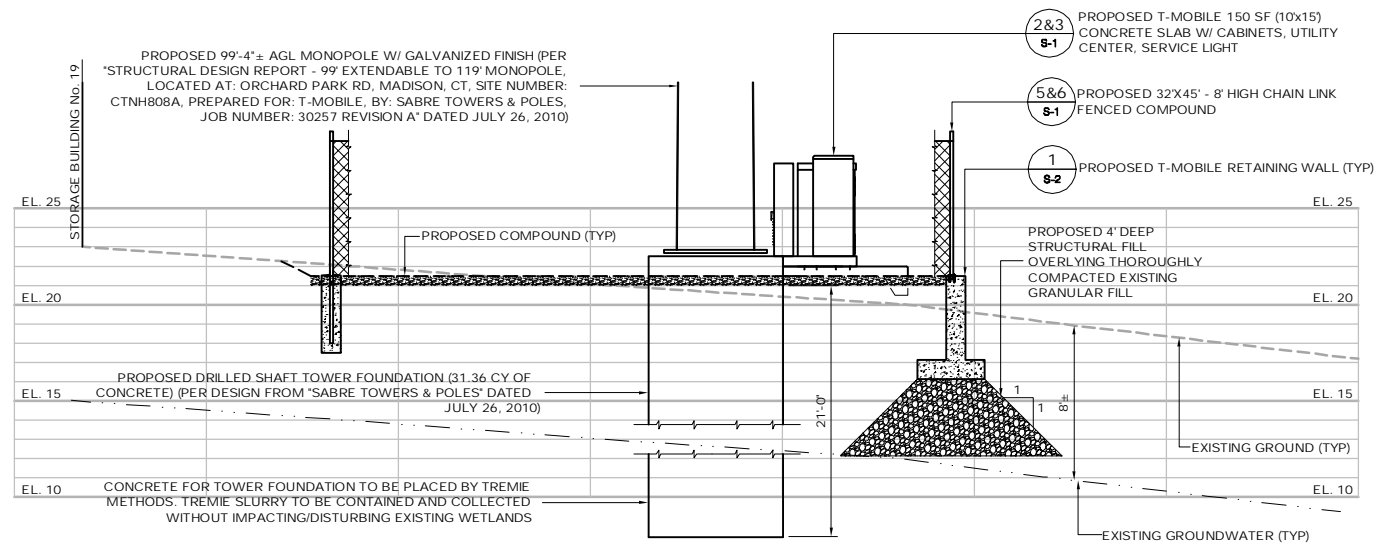 2&3
S-1
PROPOSED T-MOBILE 150 SF (10'x15')
CONCRETE SLAB W/ CABINETS, UTILITY
CENTER, SERVICE LIGHT
PROPOSED 99'-4"± AGL MONOPOLE W/ GALVANIZED FINISH (PER
"STRUCTURAL DESIGN REPORT - 99' EXTENDABLE TO 119' MONOPOLE,
LOCATED AT: ORCHARD PARK RD, MADISON, CT, SITE NUMBER:
CTNH808A, PREPARED FOR: T-MOBILE, BY: SABRE TOWERS & POLES,
JOB NUMBER: 30257 REVISION A" DATED JULY 26, 2010)
5&6
S-1
PROPOSED 32'X45' - 8' HIGH CHAIN LINK
FENCED COMPOUND
STORAGE BUILDING No. 19
1
S-2
PROPOSED T-MOBILE RETAINING WALL (TYP)
EL. 25
EL. 25
PROPOSED COMPOUND (TYP)
PROPOSED 4' DEEP
STRUCTURAL FILL
OVERLYING THOROUGHLY
COMPACTED EXISTING
GRANULAR FILL
EL. 20
EL. 20
PROPOSED DRILLED SHAFT TOWER FOUNDATION (31.36 CY OF
CONCRETE) (PER DESIGN FROM "SABRE TOWERS & POLES" DATED
JULY 26, 2010)
EL. 15
EL. 15
21'-0"
1
1
8'±
EXISTING GROUND (TYP)
CONCRETE FOR TOWER FOUNDATION TO BE PLACED BY TREMIE
METHODS. TREMIE SLURRY TO BE CONTAINED AND COLLECTED
WITHOUT IMPACTING/DISTURBING EXISTING WETLANDS
EL. 10
EL. 10
EXISTING GROUNDWATER (TYP)